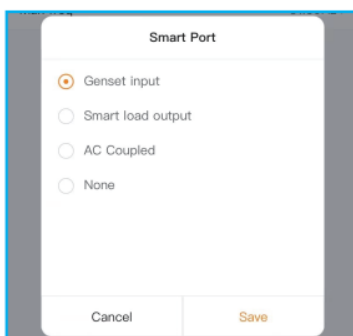 Smart Port
Genset input
Smart load output
AC Coupled
None
Cancel
Save